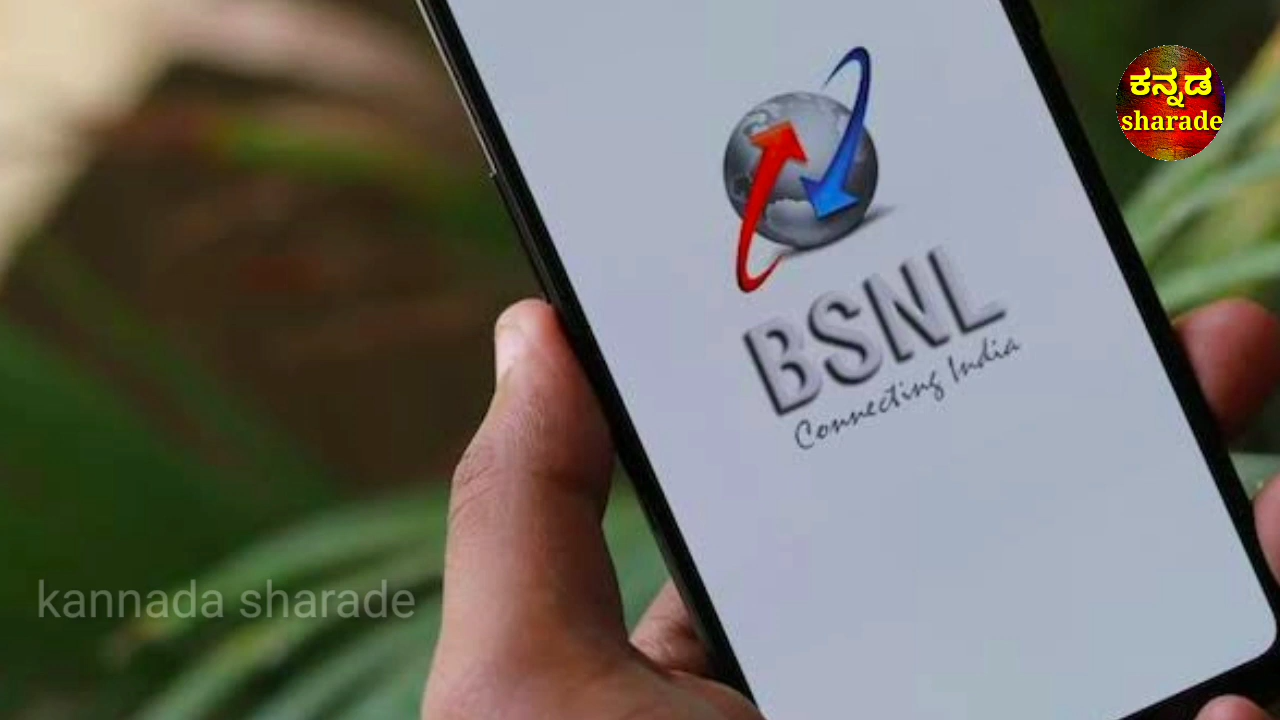 ಕನ್ನಡ
sharade
BSNL
Connecting India
kannada sharade